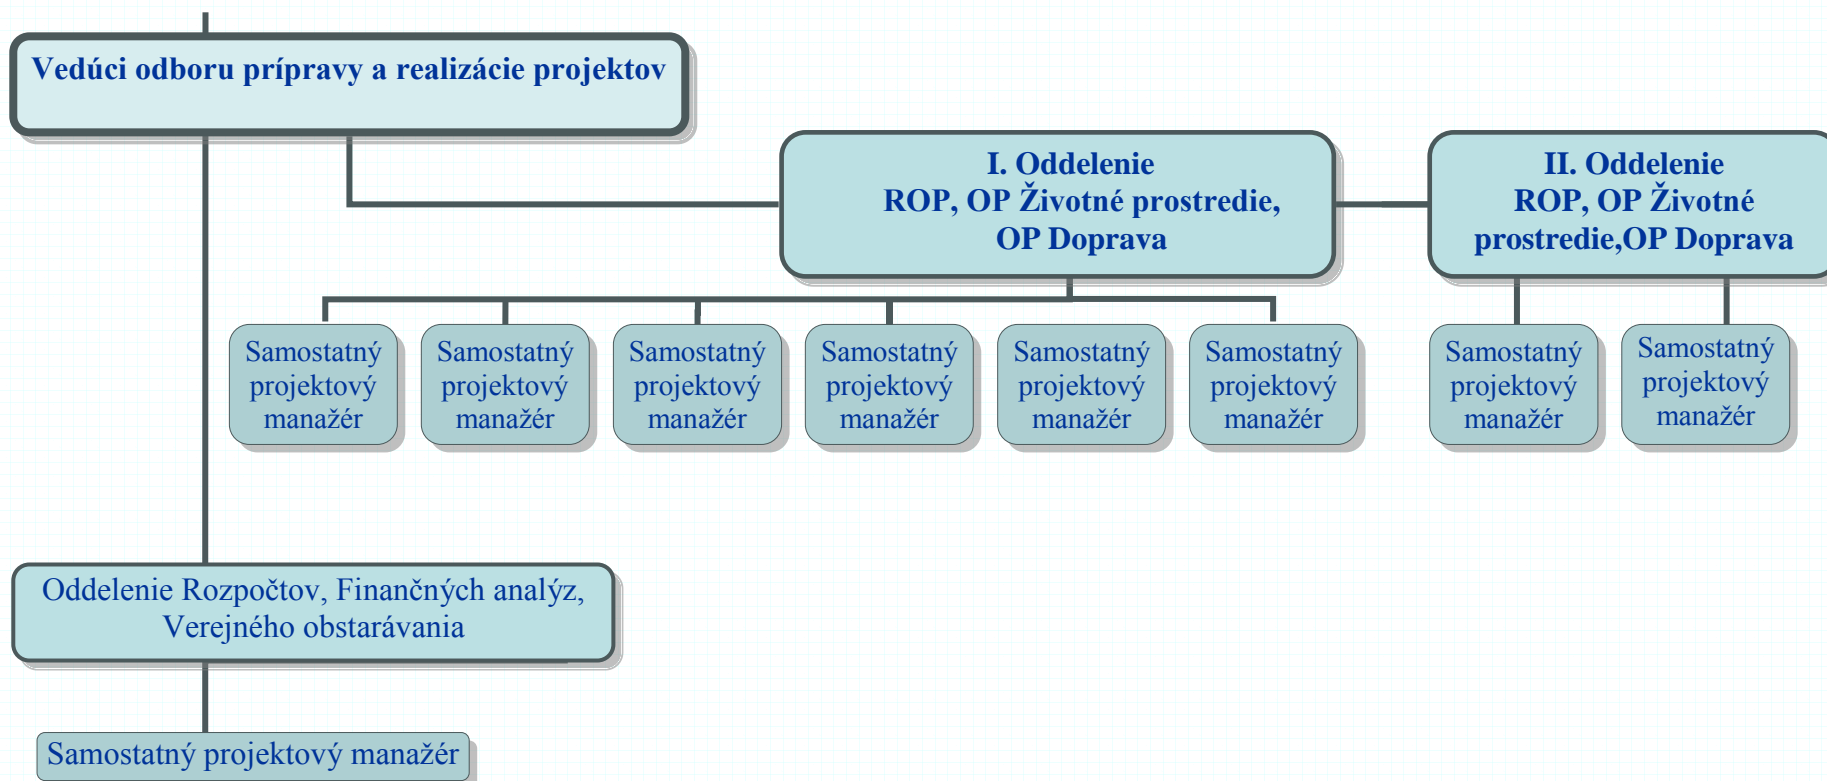 Vedúci odboru prípravy a realizácie projektov
I. Oddelenie
ROP, OP Životné prostredie,
OP Doprava
II. Oddelenie
ROP, OP Životné
prostredie,OP Doprava
Samostatný
projektový
manažér
Samostatný
projektový
manažér
Samostatný
projektový
manažér
Samostatný
projektový
manažér
Samostatný
projektový
manažér
Samostatný
projektový
manažér
Samostatný
projektový
manažér
Samostatný
projektový
manažér
Oddelenie Rozpočtov, Finančných analýz,
Verejného obstarávania
Samostatný projektový manažér